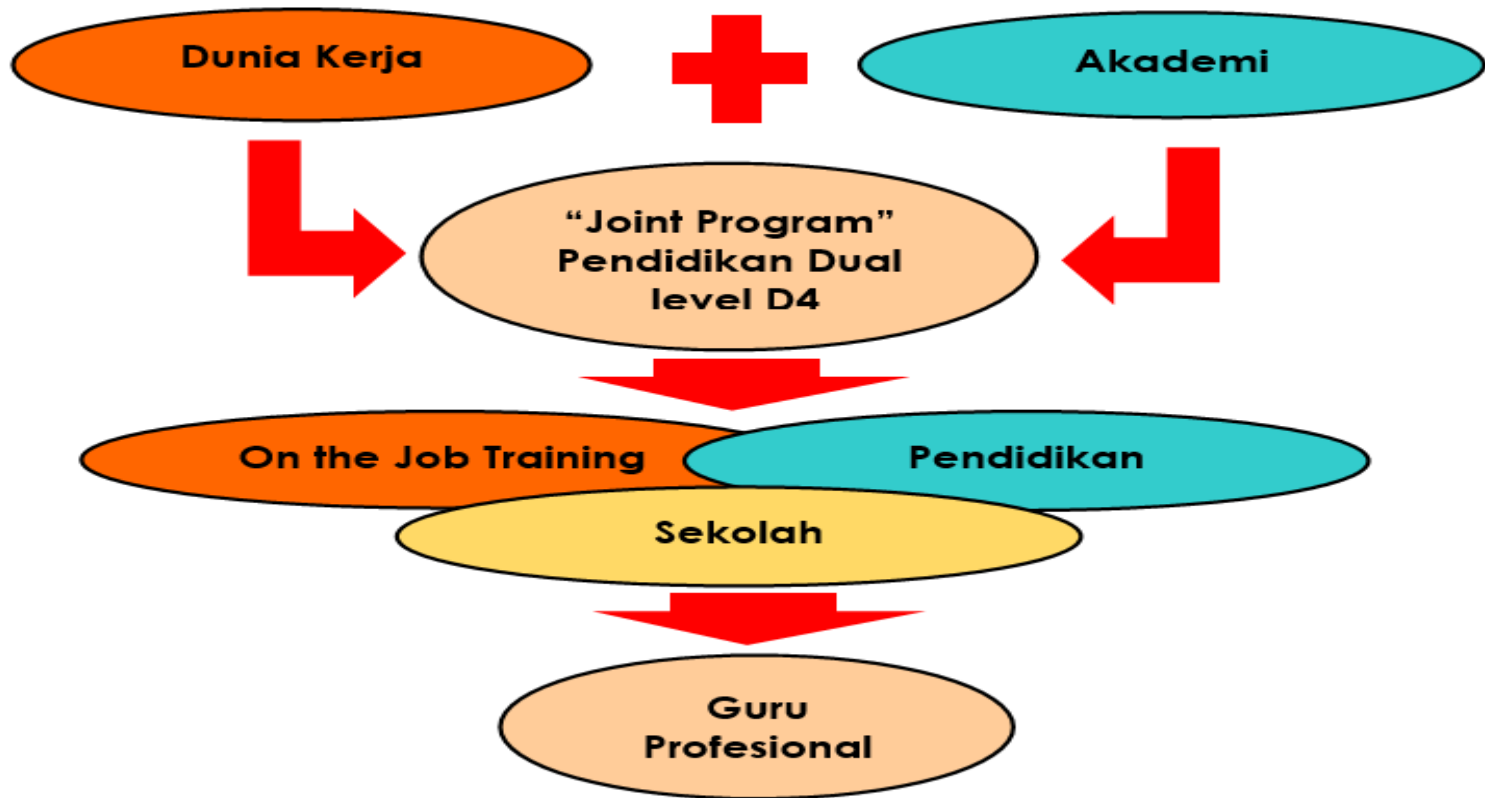 Dunia Kerja
Akademi
“Joint Program”
Pendidikan Dual
level D4
On the Job Training
Pendidikan
Sekolah
Guru
Profesional